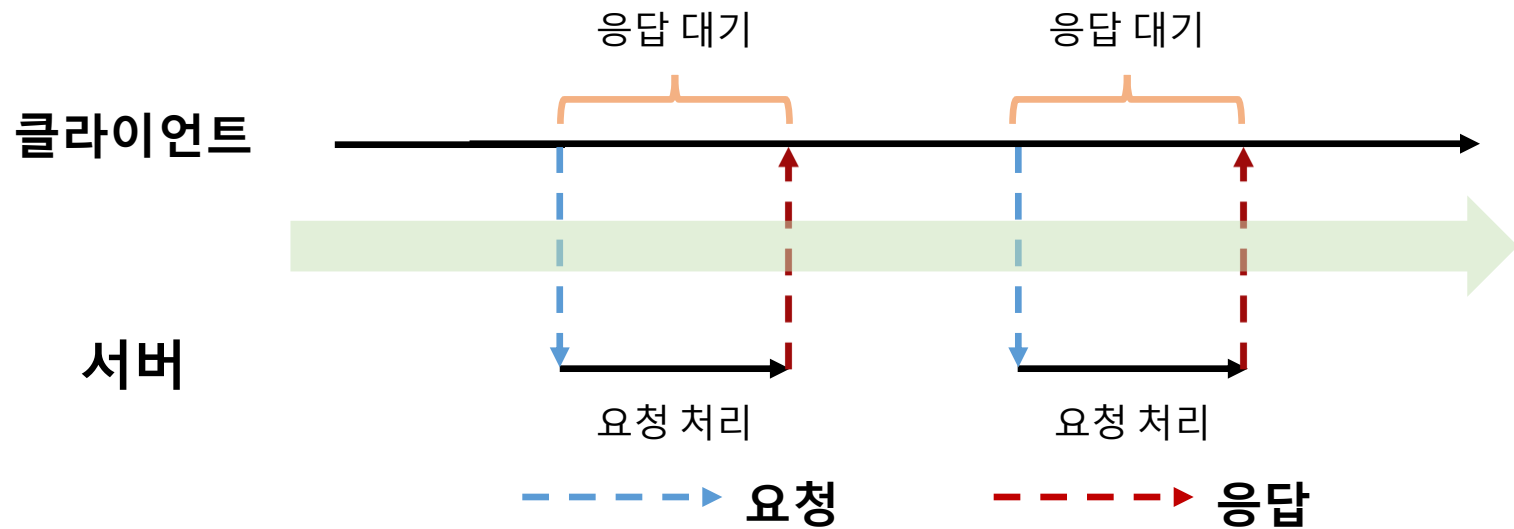 응답 대기
응답 대기
클라이언트
서버
요청 처리
요청 처리
요청
응답